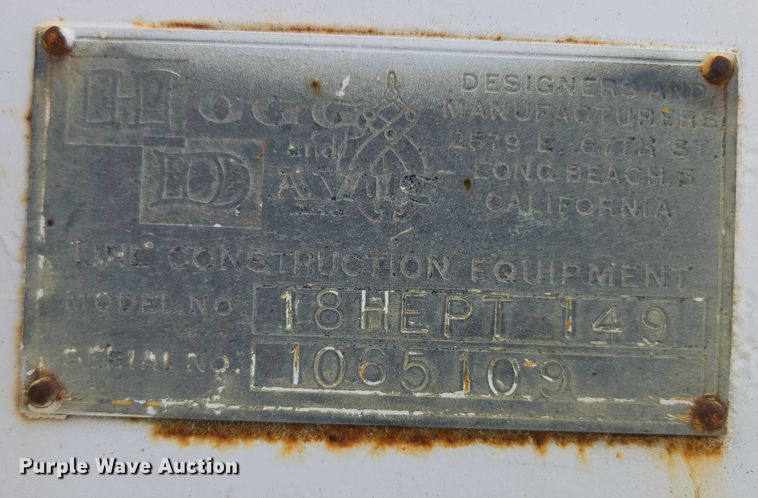 HOGG
and
DAVIS
DESIGNERS AND
MANUFACTURERS
2579 E. 67TH ST.
LONG BEACH, 5
CALIFORNIA
LINE CONSTRUCTION EQUIPMENT
MODEL NO. 18HEPT 149
SERIAL NO. 1065109
Purple Wave Auction